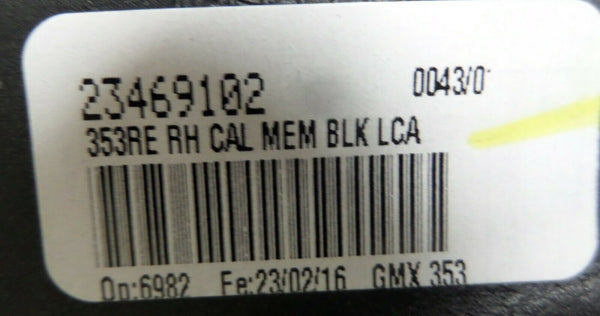 23469102 0043/0
353RE RH CAL MEM BLK LCA
Op:6982 Fe:23/02/16 GMX 353